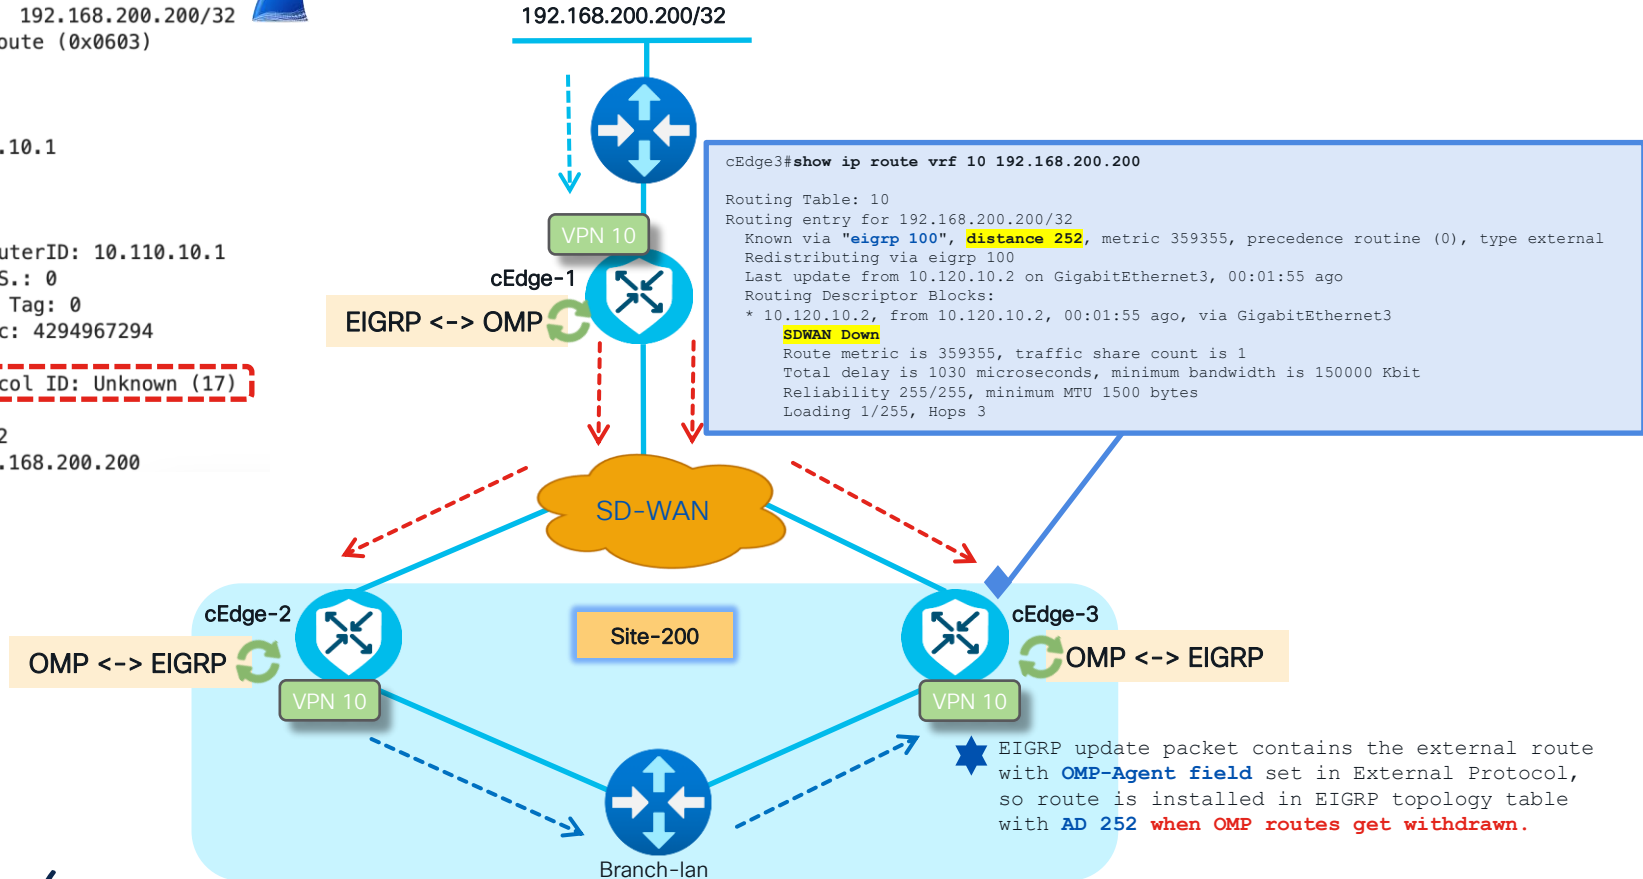 192.168.200.200/32
oute (0x0603)
.10.1
uterID: 10.110.10.1
S.: 0
Tag: 0
c: 4294967294
col ID: Unknown (17)
2
.168.200.200
192.168.200.200/32
VPN 10
cEdge-1
EIGRP <-> OMP
cEdge3#show ip route vrf 10 192.168.200.200
Routing Table: 10
Routing entry for 192.168.200.200/32
Known via "eigrp 100", distance 252, metric 359355, precedence routine (0), type external
Redistributing via eigrp 100
Last update from 10.120.10.2 on GigabitEthernet3, 00:01:55 ago
Routing Descriptor Blocks:
* 10.120.10.2, from 10.120.10.2, 00:01:55 ago, via GigabitEthernet3
SDWAN Down
Route metric is 359355, traffic share count is 1
Total delay is 1030 microseconds, minimum bandwidth is 150000 Kbit
Reliability 255/255, minimum MTU 1500 bytes
Loading 1/255, Hops 3
SD-WAN
cEdge-2
Site-200
cEdge-3
OMP <-> EIGRP
OMP <-> EIGRP
VPN 10
VPN 10
EIGRP update packet contains the external route
with OMP-Agent field set in External Protocol,
so route is installed in EIGRP topology table
with AD 252 when OMP routes get withdrawn.
Branch-lan